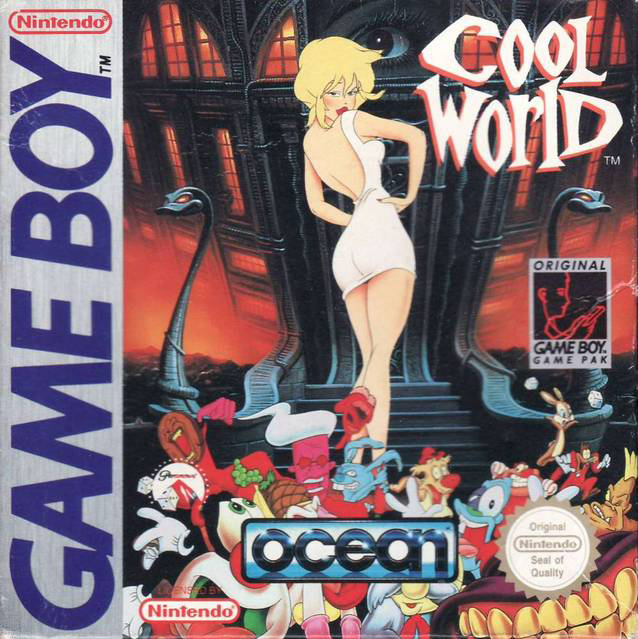 Nintendo
GAME BOY
TM
COOL
WORLD
TM
ORIGINAL
GAME BOY
GAME PAK
Paramount
ocean
LICENSED BY
Nintendo
Original
Nintendo
Seal of
Quality